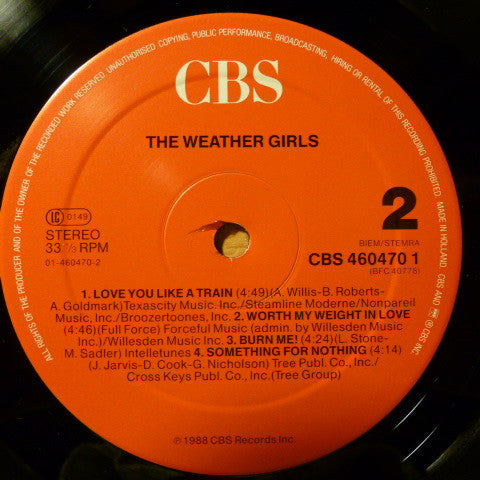 ALL RIGHTS OF THE PRODUCER AND OF THE OWNER OF THE RECORDED WORK RESERVED. UNAUTHORISED COPYING, PUBLIC PERFORMANCE, BROADCASTING, HIRING OR RENTAL OF THIS RECORDING PROHIBITED. MADE IN HOLLAND. CBS AND ℗ CBS INC.
CBS
THE WEATHER GIRLS
LC 0149
STEREO
33 1/3 RPM
01-460470-2
2
BIEM/STEMRA
CBS 460470 1
(BFC 40778)
1. LOVE YOU LIKE A TRAIN (4:49)(A. Willis-B. Roberts-
A. Goldmark)Texascity Music. Inc./Steamline Moderne/Nonpareil
Music, Inc./Broozertoones, Inc. 2. WORTH MY WEIGHT IN LOVE
(4:46)(Full Force) Forceful Music (admin. by Willesden Music
Inc.)/Willesden Music Inc. 3. BURN ME! (4:24)(L. Stone-
M. Sadler) Intelletunes 4. SOMETHING FOR NOTHING (4:14)
(J. Jarvis-D. Cook-G. Nicholson) Tree Publ. Co., Inc./
Cross Keys Publ. Co., Inc.(Tree Group)
℗ 1988 CBS Records Inc.